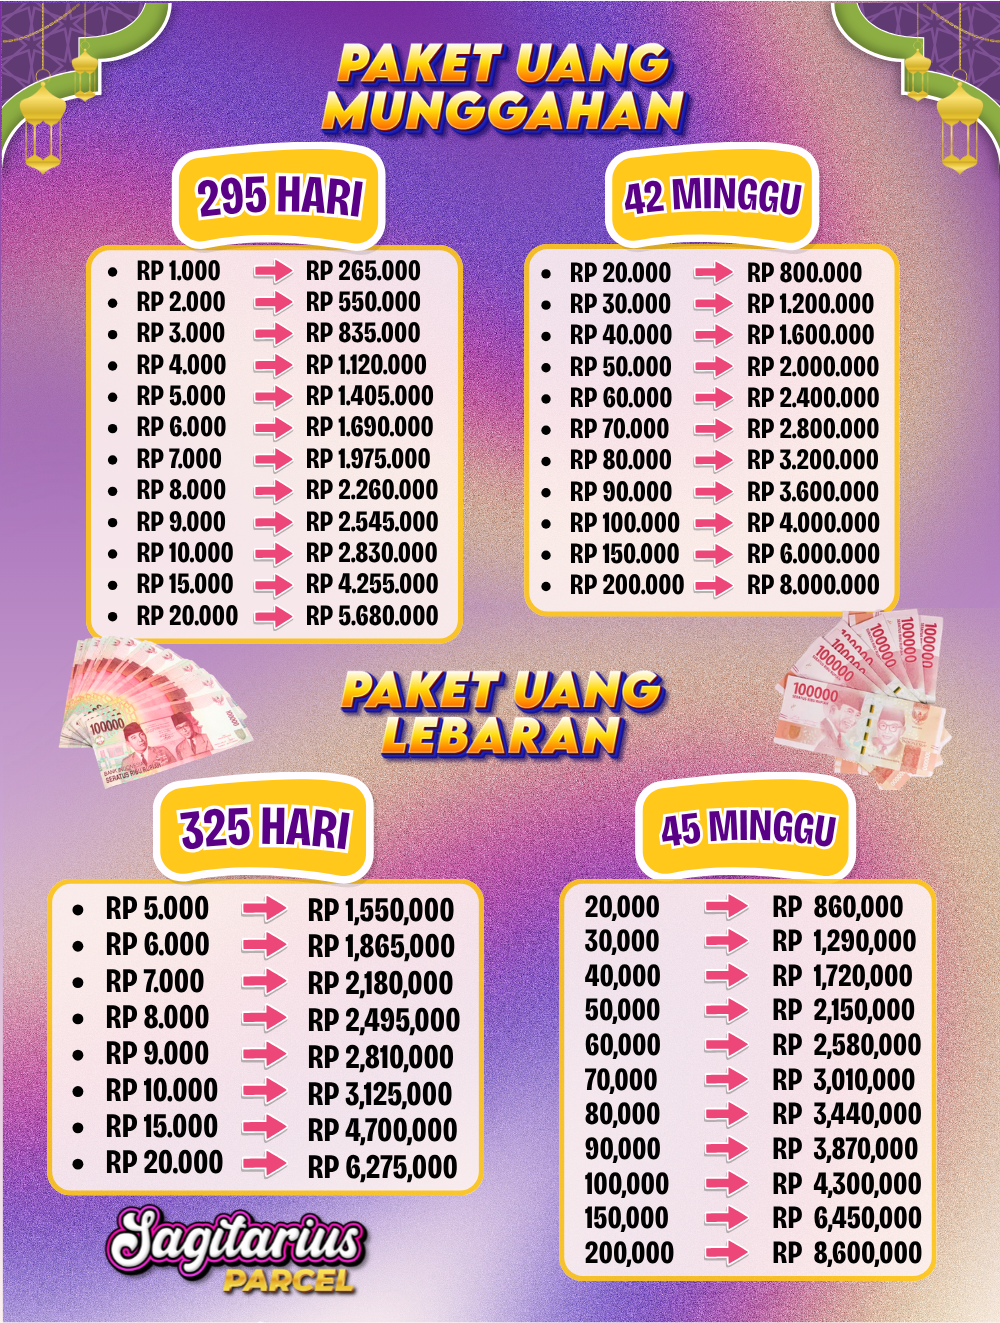 PAKET UANG
MUNGGAHAN
295 HARI
• RP 1.000 RP 265.000
• RP 2.000 RP 550.000
• RP 3.000 RP 835.000
• RP 4.000 RP 1.120.000
• RP 5.000 RP 1.405.000
• RP 6.000 RP 1.690.000
• RP 7.000 RP 1.975.000
• RP 8.000 RP 2.260.000
• RP 9.000 RP 2.545.000
• RP 10.000 RP 2.830.000
• RP 15.000 RP 4.255.000
• RP 20.000 RP 5.680.000
42 MINGGU
• RP 20.000 RP 800.000
• RP 30.000 RP 1.200.000
• RP 40.000 RP 1.600.000
• RP 50.000 RP 2.000.000
• RP 60.000 RP 2.400.000
• RP 70.000 RP 2.800.000
• RP 80.000 RP 3.200.000
• RP 90.000 RP 3.600.000
• RP 100.000 RP 4.000.000
• RP 150.000 RP 6.000.000
• RP 200.000 RP 8.000.000
100000
SERATUS RIBU RUPIAH
100000
100000
100000
100000
100000
PAKET UANG
LEBARAN
325 HARI
• RP 5.000 RP 1,550,000
• RP 6.000 RP 1,865,000
• RP 7.000 RP 2,180,000
• RP 8.000 RP 2,495,000
• RP 9.000 RP 2,810,000
• RP 10.000 RP 3,125,000
• RP 15.000 RP 4,700,000
• RP 20.000 RP 6,275,000
45 MINGGU
20,000 RP 860,000
30,000 RP 1,290,000
40,000 RP 1,720,000
50,000 RP 2,150,000
60,000 RP 2,580,000
70,000 RP 3,010,000
80,000 RP 3,440,000
90,000 RP 3,870,000
100,000 RP 4,300,000
150,000 RP 6,450,000
200,000 RP 8,600,000
Sagitarius
PARCEL